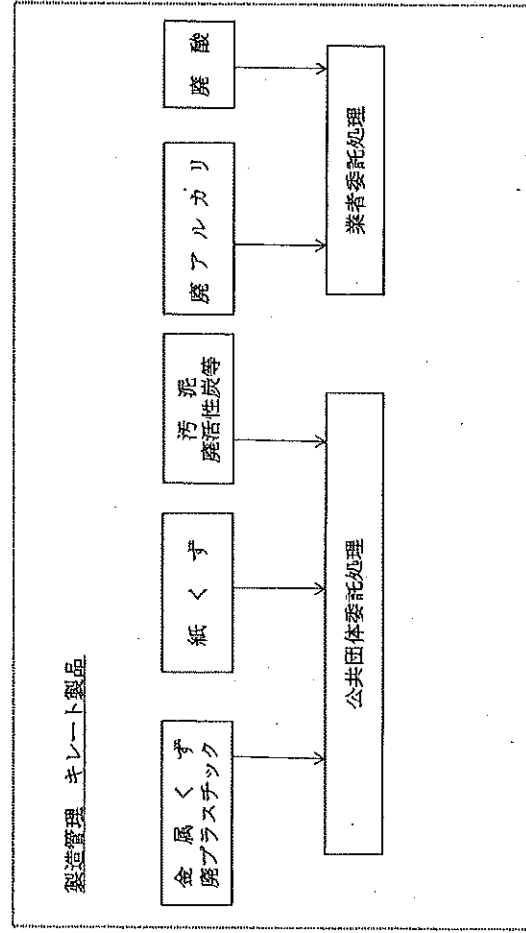 製造管理　キレート製品
金　属　く　ず
廃プラスチック
紙　く　ず
汚　泥
廃活性炭等
廃　ア　ル　カ　リ
廃　酸
公共団体委託処理
業者委託処理